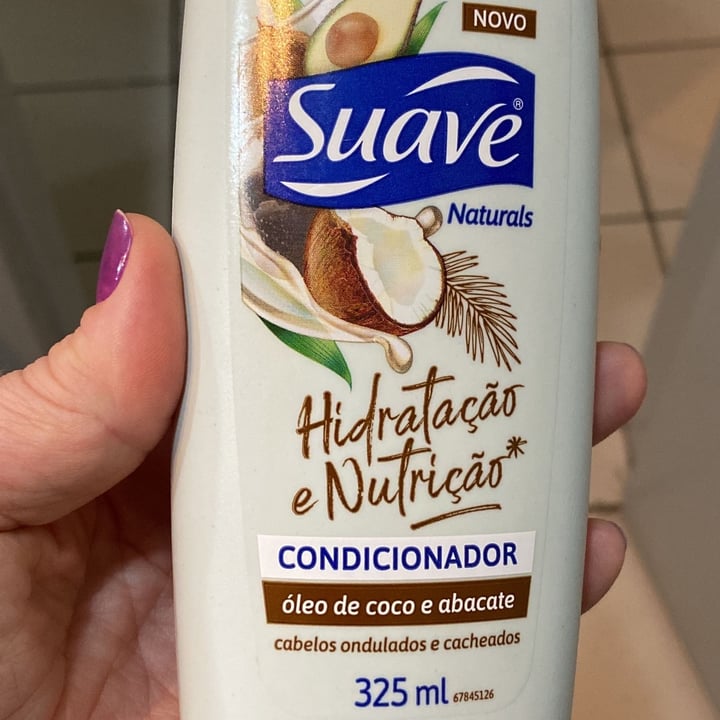 NOVO
Suave®
Naturals
Hidratação
e Nutrição*
CONDICIONADOR
óleo de coco e abacate
cabelos ondulados e cacheados
325 ml 67845126